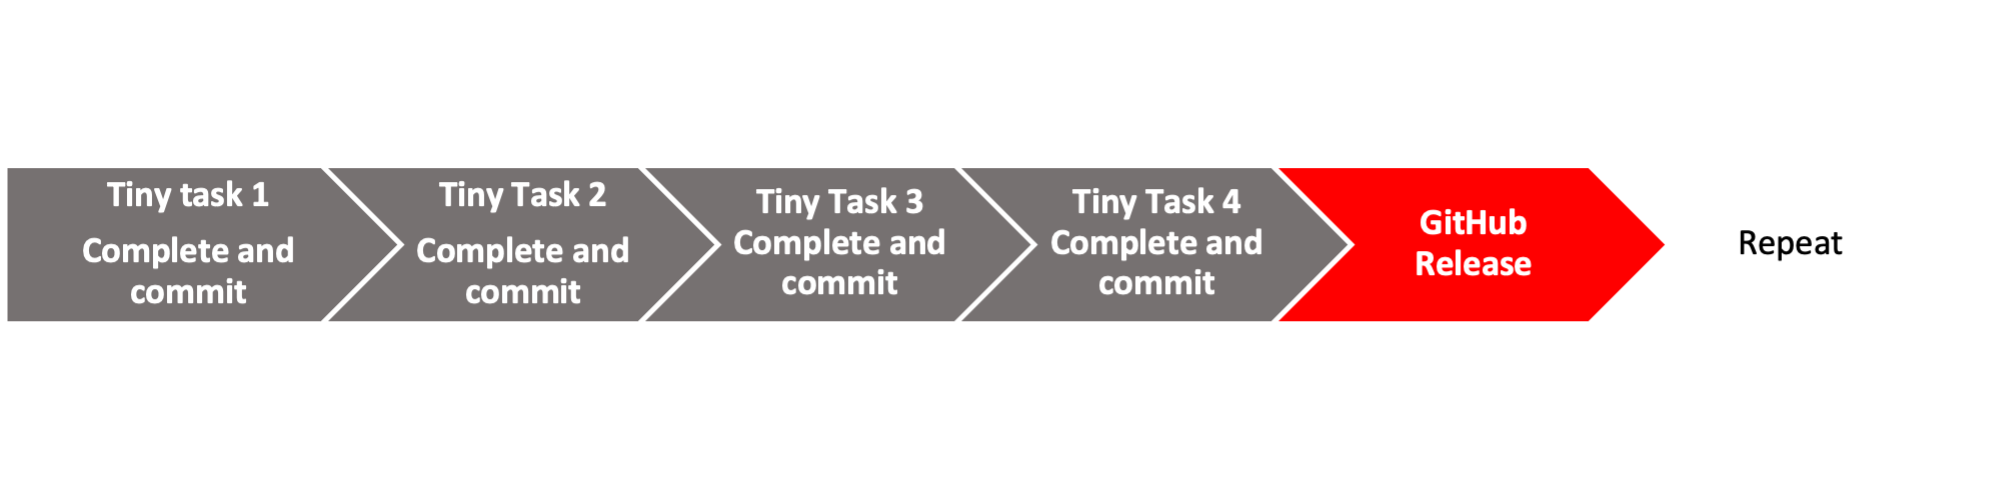 Tiny task 1
Complete and
commit
Tiny Task 2
Complete and
commit
Tiny Task 3
Complete and
commit
Tiny Task 4
Complete and
commit
GitHub
Release
Repeat